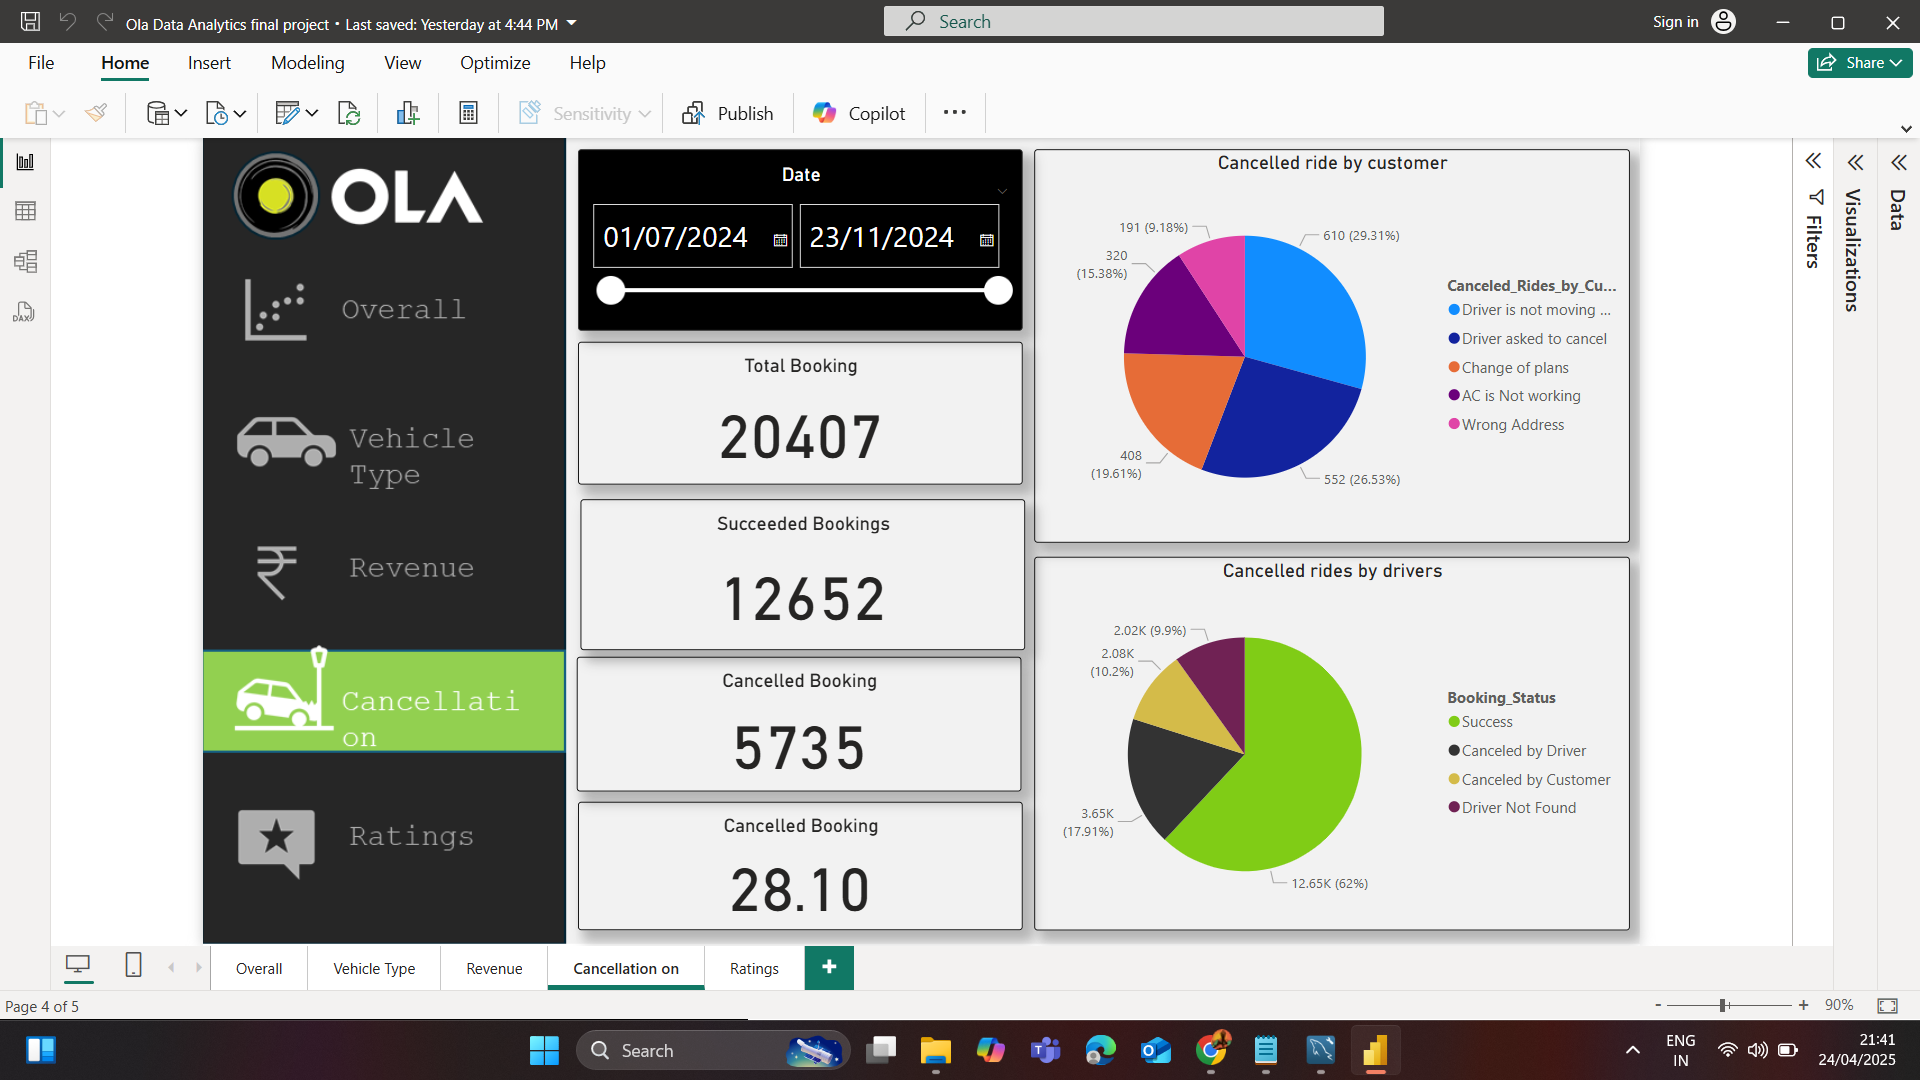 Ola Data Analytics final project • Last saved: Yesterday at 4:44 PM
Search
Sign in
File
Home
Insert
Modeling
View
Optimize
Help
Share
Sensitivity
Publish
Copilot
DAX
OLA
Overall
Vehicle
Type
Revenue
Cancellati
on
Ratings
Date
01/07/2024
23/11/2024
Total Booking
20407
Succeeded Bookings
12652
Cancelled Booking
5735
Cancelled Booking
28.10
Cancelled ride by customer
191 (9.18%)
610 (29.31%)
320
(15.38%)
408
(19.61%)
552 (26.53%)
Canceled_Rides_by_Cu...
Driver is not moving ...
Driver asked to cancel
Change of plans
AC is Not working
Wrong Address
Cancelled rides by drivers
2.02K (9.9%)
2.08K
(10.2%)
3.65K
(17.91%)
12.65K (62%)
Booking_Status
Success
Canceled by Driver
Canceled by Customer
Driver Not Found
Filters
Visualizations
Data
Overall
Vehicle Type
Revenue
Cancellation on
Ratings
+
Page 4 of 5
- + 90%
Search
ENG
IN
21:41
24/04/2025